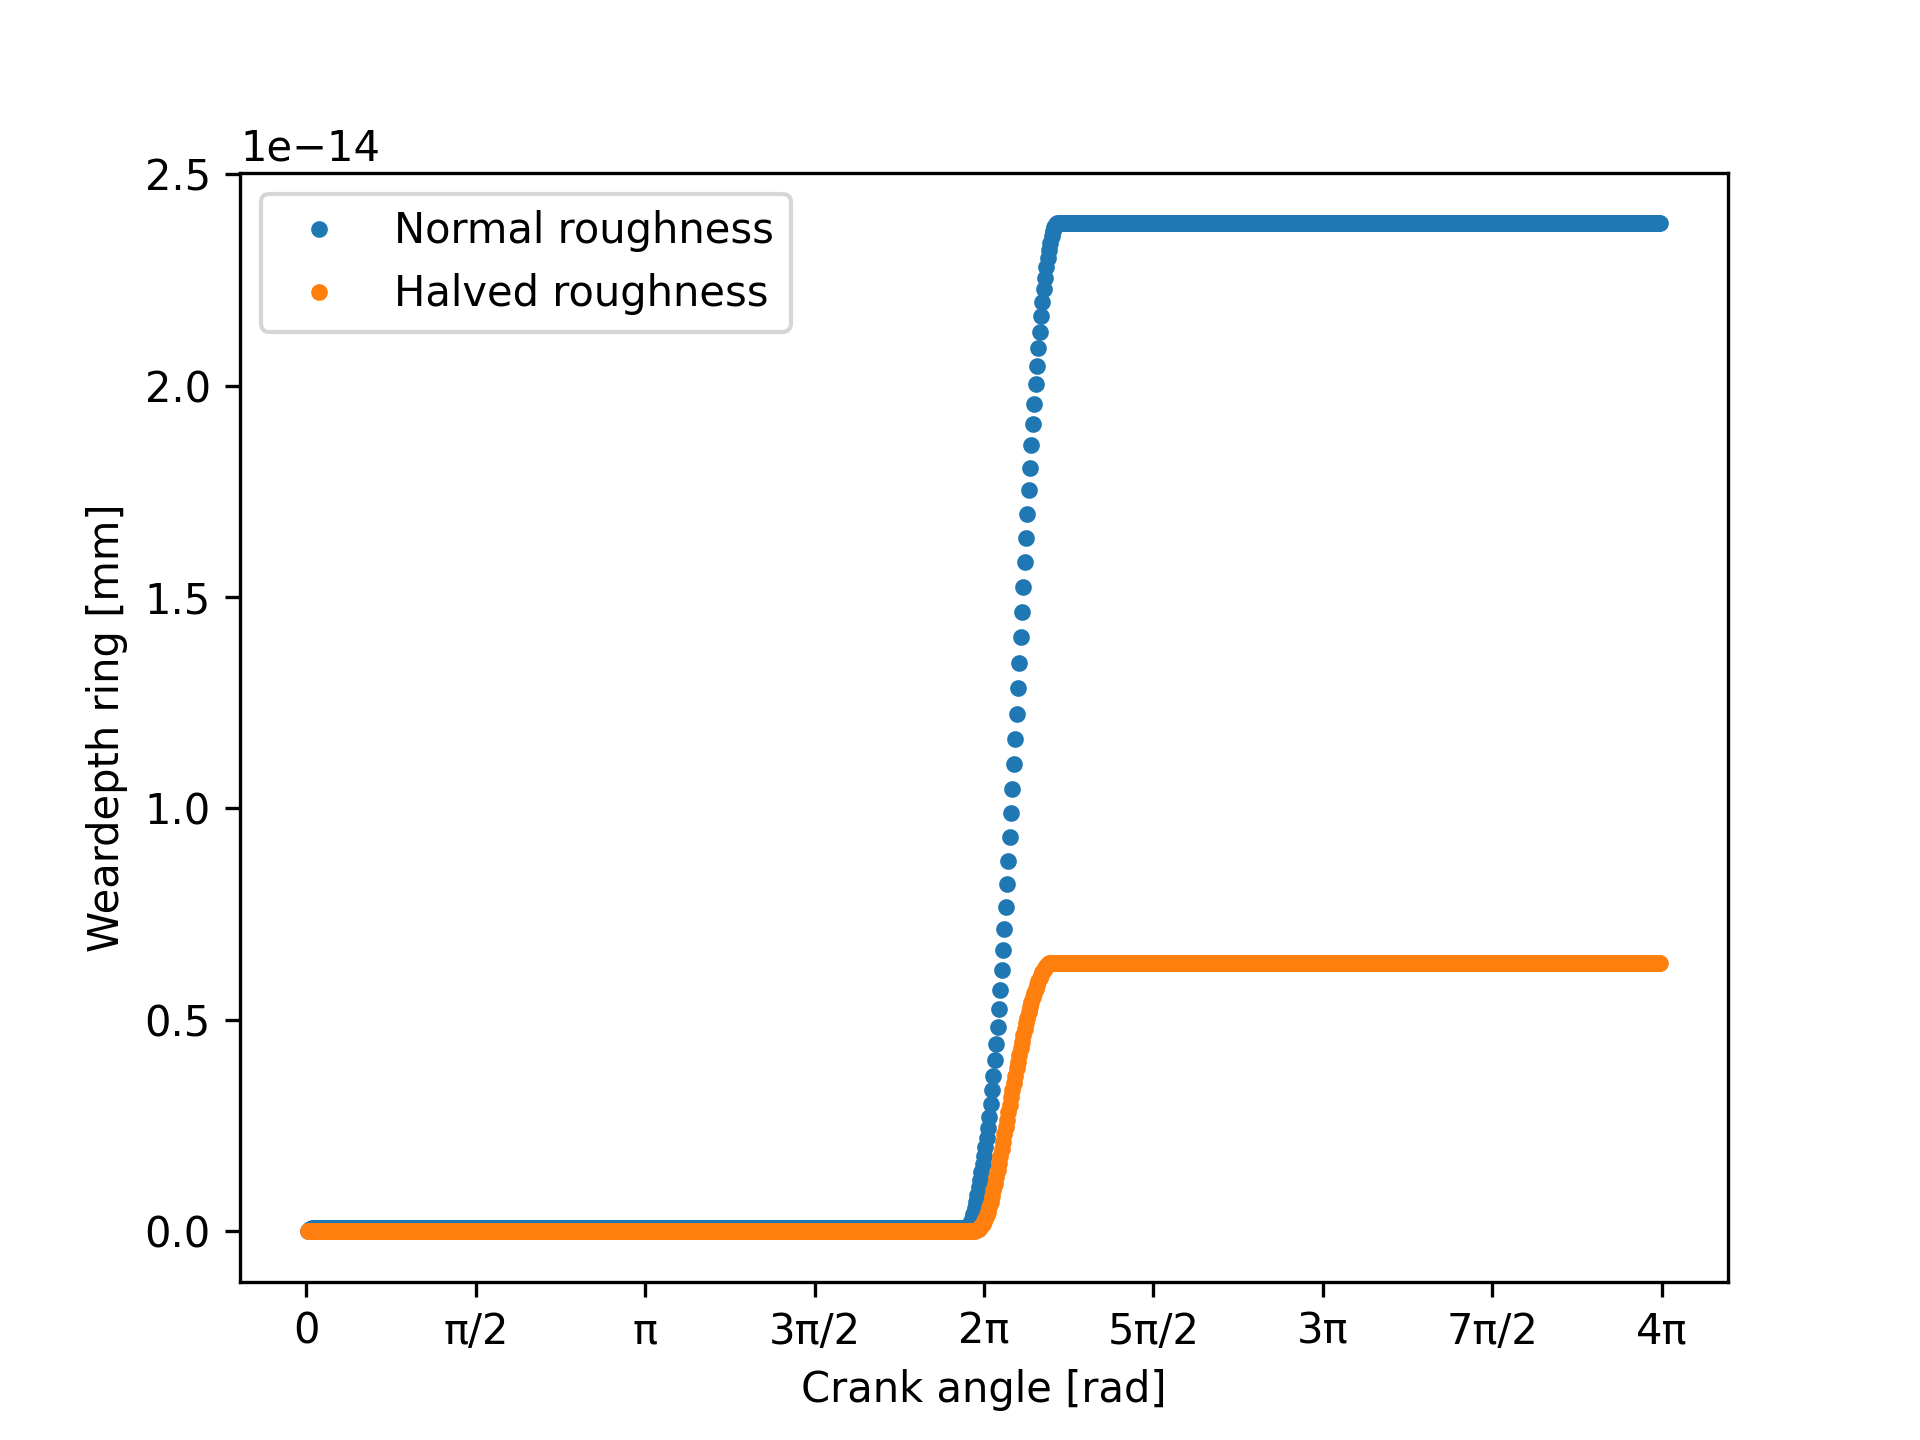 1e−14
2.5
2.0
1.5
1.0
0.5
0.0
Weardepth ring [mm]
Normal roughness
Halved roughness
0 π/2 π 3π/2 2π 5π/2 3π 7π/2 4π
Crank angle [rad]